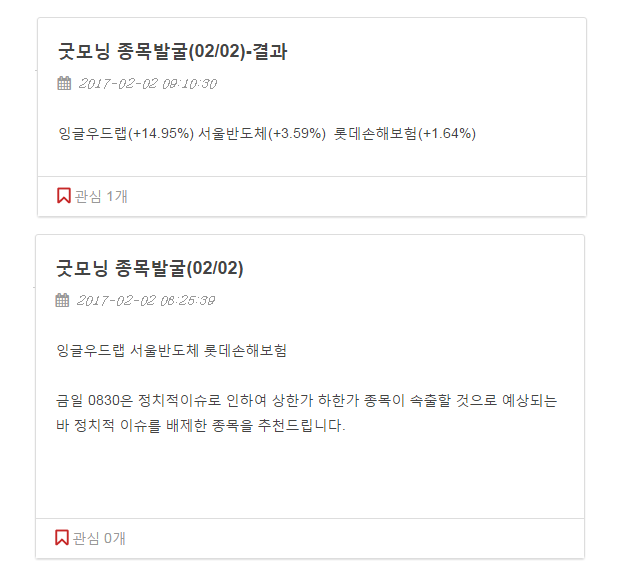 굿모닝 종목발굴(02/02)-결과
2017-02-02 09:10:30
잉글우드랩(+14.95%) 서울반도체(+3.59%) 롯데손해보험(+1.64%)
관심 1개
굿모닝 종목발굴(02/02)
2017-02-02 06:25:39
잉글우드랩 서울반도체 롯데손해보험
금일 0830은 정치적이슈로 인하여 상한가 하한가 종목이 속출할 것으로 예상되는
바 정치적 이슈를 배제한 종목을 추천드립니다.
관심 0개